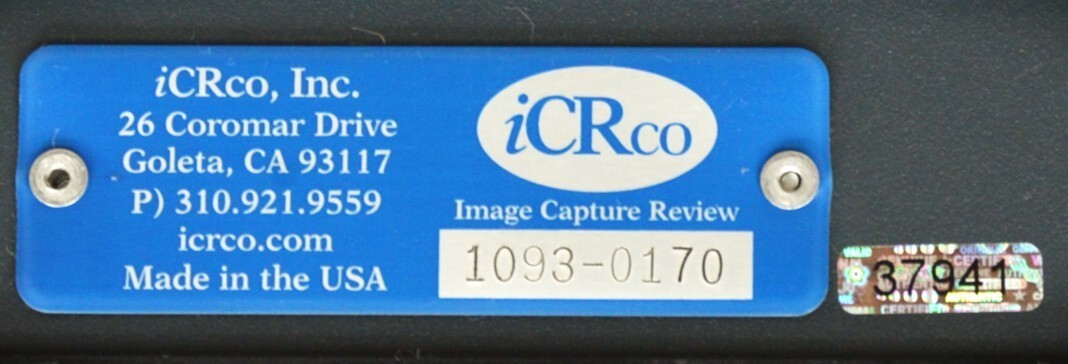 iCRco, Inc.
26 Coromar Drive
Goleta, CA 93117
P) 310.921.9559
icrco.com
Made in the USA
iCRco
Image Capture Review
1093-0170
37941